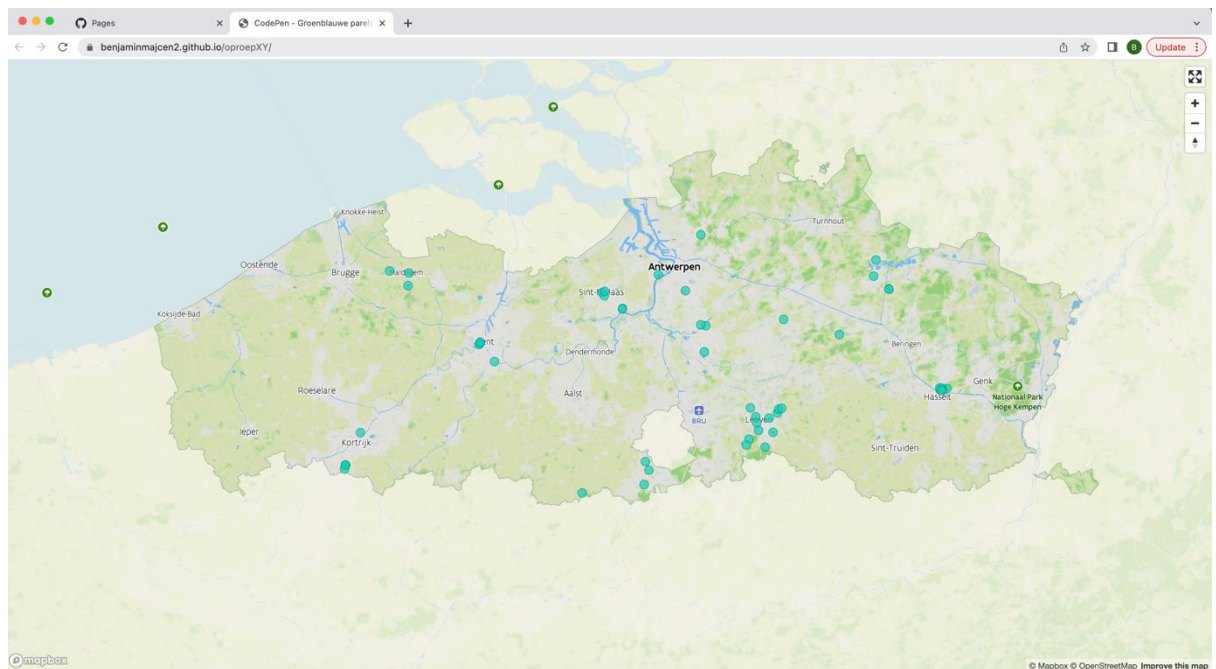 Pages
CodePen - Groenblauwe parels
benjaminmajcen2.github.io/oproepXY/
B
Update
Knokke-Heist
Turnhout
Oostende
Brugge
Antwerpen
Koksijde-Bad
Dendermonde
Beringen
Roeselare
Aalst
Genk
Hasselt
Nationaal Park
Hoge Kempen
BRU
Ieper
Kortrijk
Sint-Truiden
mapbox
© Mapbox © OpenStreetMap Improve this map